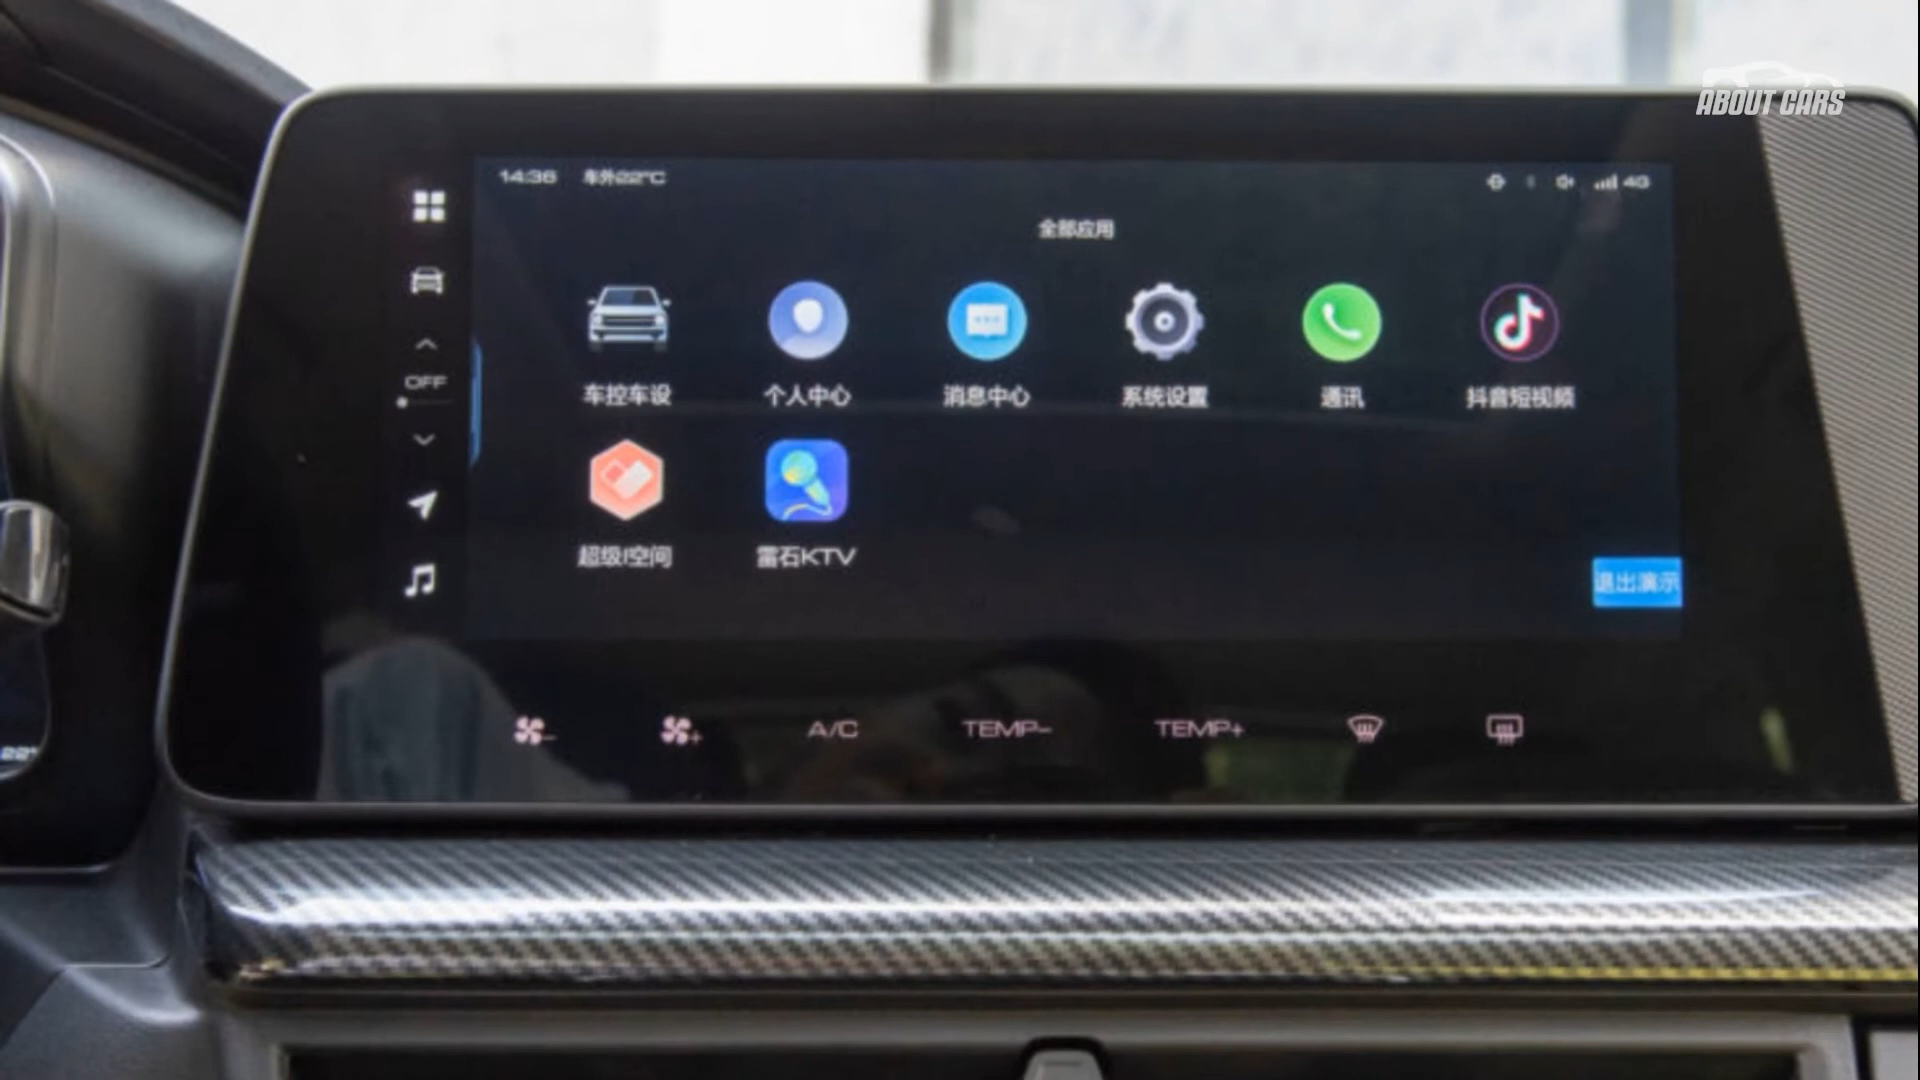 ABOUT CARS
14:36 车外22°C
4G
全部应用
OFF
车控车设 个人中心 消息中心 系统设置 通讯 抖音短视频
超级I空间 雷石KTV
退出演示
A/C TEMP- TEMP+
22°